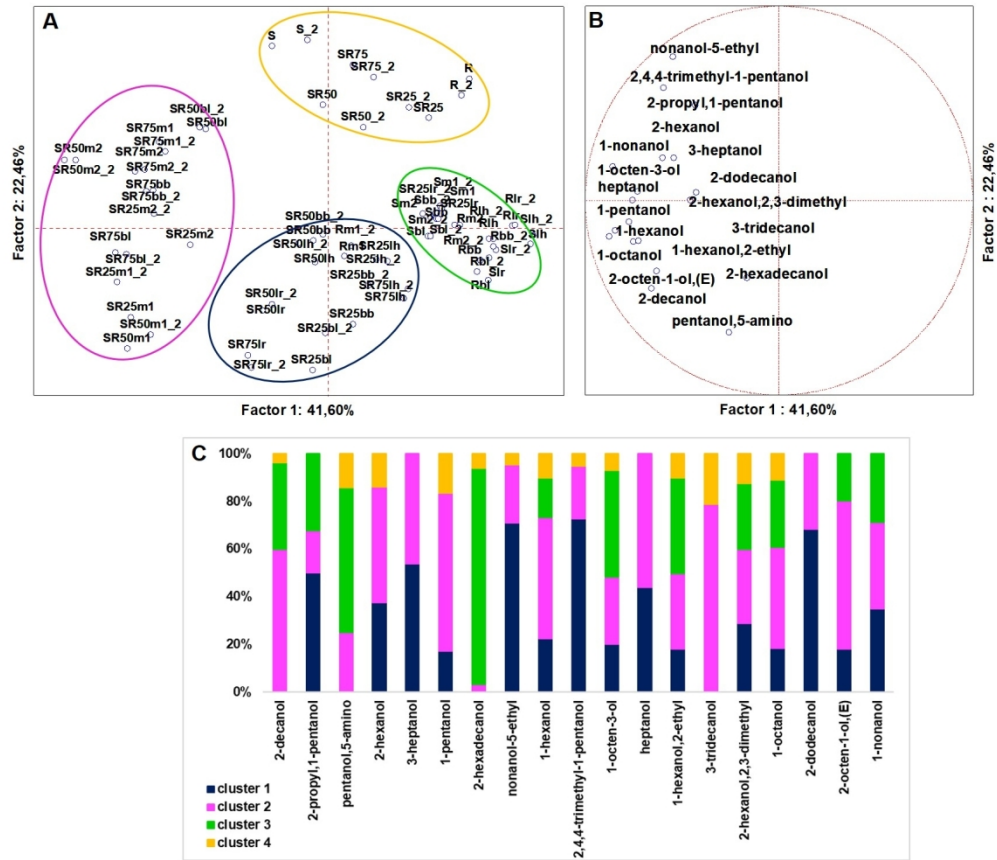 A
S
S_2
SR75
SR75_2
R
R_2
SR50
SR25_2
SR25
SR50_2
SR50bl_2
SR50bl
SR75m1
SR75m1_2
SR50m2
SR75m2
SR50m2_2
SR75m2_2
SR75bb
SR75bb_2
SR25m2_2
SR25m2
SR75bl
SR75bl_2
SR25m1_2
SR25m1
SR50m1_2
SR50m1
SR50bb_2
SR50bb
Rm1_2
SR50lh_2
Rm1
SR25lh
SR50lh
SR25lh_2
SR25bb_2
SR75lh_2
SR75lh
SR50lr_2
SR50lr
SR25bb
SR25bl_2
SR75lr
SR75lr_2
SR25bl
Sm1_2
SR25lr_2
Sm1
Sbb_2
SR25lr
Sm2
Sbb
Rlr_2
Rlh_2
Rlr
Slh_2
Sm2_2
Rm2
Rlh
Sbl
Sbl_2
Rbb_2
Slh
Rm2_2
Rbb
Slr_2
Rbl_2
Slr
Rbl
Factor 2: 22,46%
Factor 1: 41,60%
B
nonanol-5-ethyl
2,4,4-trimethyl-1-pentanol
2-propyl,1-pentanol
2-hexanol
1-nonanol
3-heptanol
1-octen-3-ol
heptanol
2-dodecanol
2-hexanol,2,3-dimethyl
1-pentanol
3-tridecanol
1-hexanol
1-hexanol,2-ethyl
1-octanol
2-octen-1-ol,(E)
2-hexadecanol
2-decanol
pentanol,5-amino
Factor 2 : 22,46%
Factor 1 : 41,60%
C
100%
80%
60%
40%
20%
0%
2-decanol
2-propyl,1-pentanol
pentanol,5-amino
2-hexanol
3-heptanol
1-pentanol
2-hexadecanol
nonanol-5-ethyl
1-hexanol
2,4,4-trimethyl-1-pentanol
1-octen-3-ol
heptanol
1-hexanol,2-ethyl
3-tridecanol
2-hexanol,2,3-dimethyl
1-octanol
2-dodecanol
2-octen-1-ol,(E)
1-nonanol
cluster 1
cluster 2
cluster 3
cluster 4